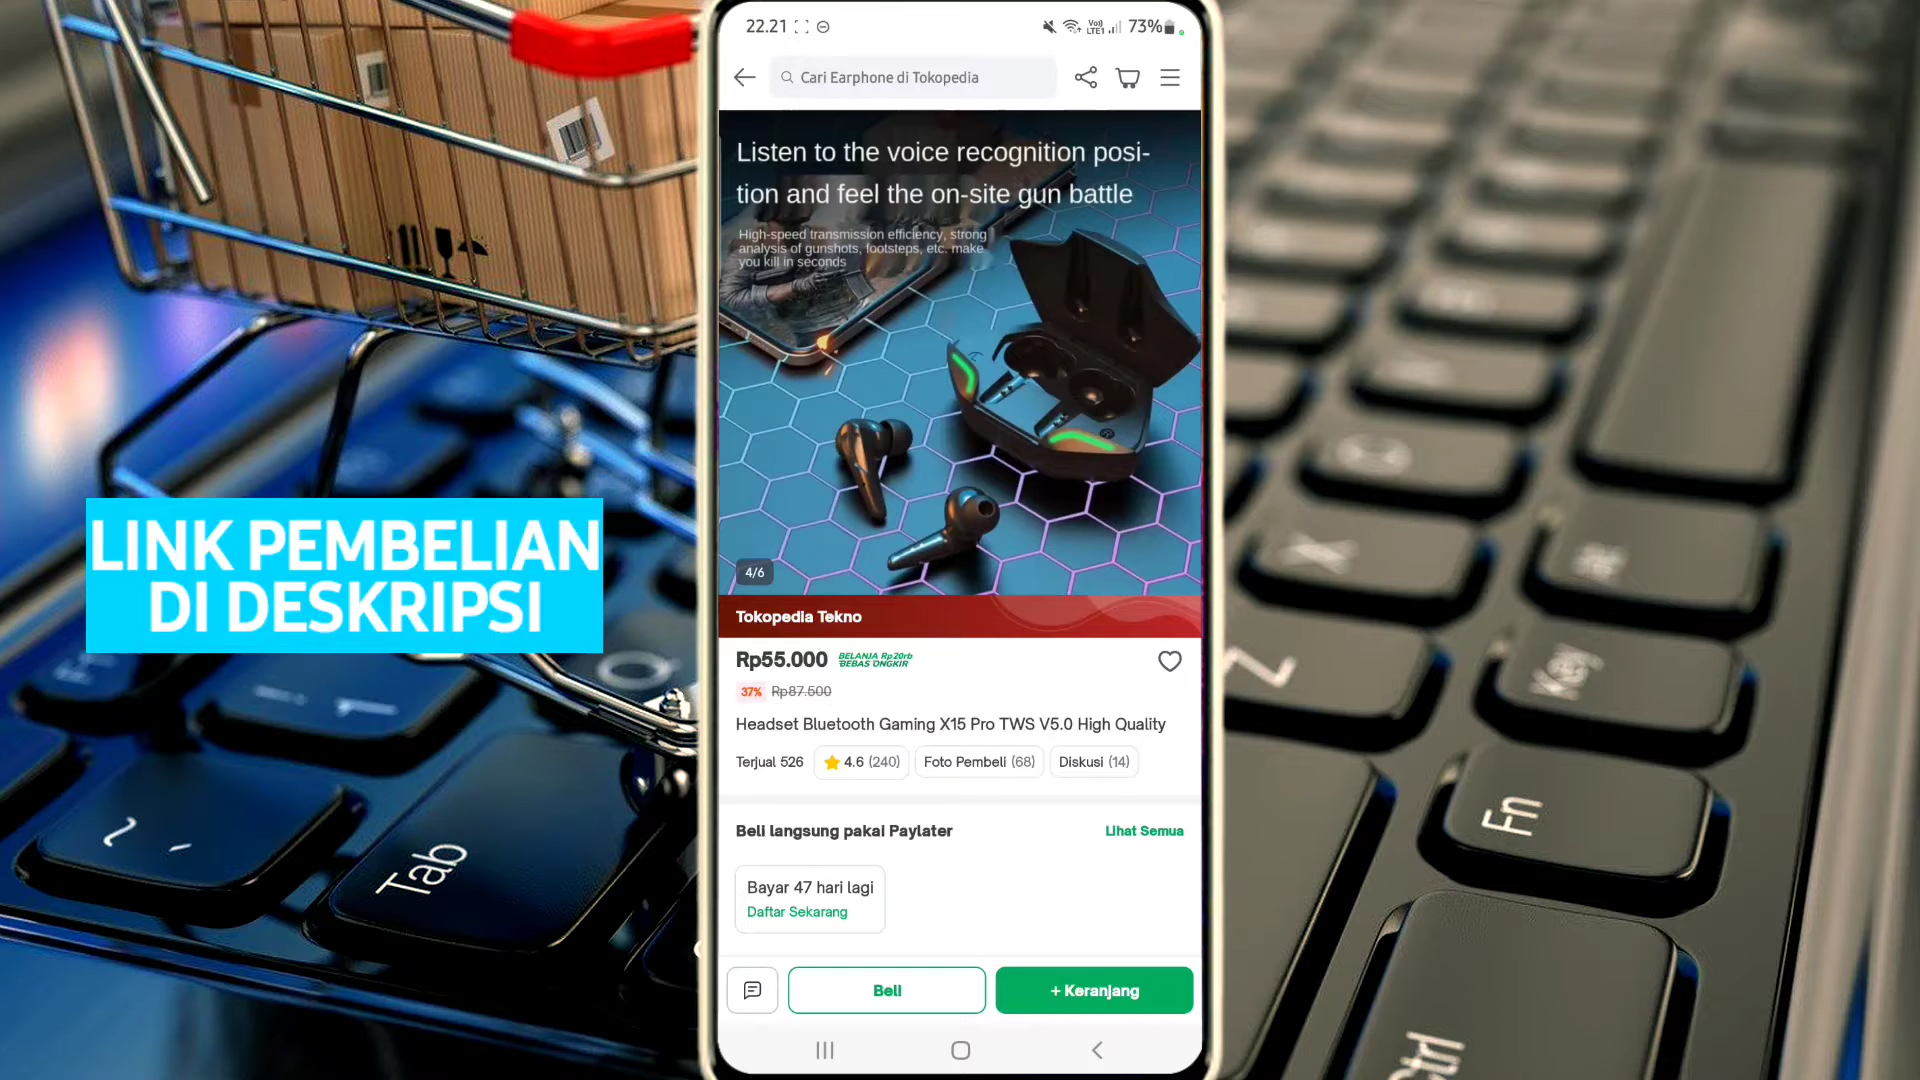 22.21
VoD
LTE1
73%
Cari Earphone di Tokopedia
Listen to the voice recognition posi-
tion and feel the on-site gun battle
High-speed transmission efficiency, strong
analysis of gunshots, footsteps, etc. make
you kill in seconds
4/6
LINK PEMBELIAN
DI DESKRIPSI
Tokopedia Tekno
Rp55.000
BELANJA Rp20rb
BEBAS ONGKIR
37% Rp87.500
Headset Bluetooth Gaming X15 Pro TWS V5.0 High Quality
Terjual 526 4.6 (240) Foto Pembeli (68) Diskusi (14)
Beli langsung pakai Paylater Lihat Semua
Bayar 47 hari lagi
Daftar Sekarang
Beli + Keranjang
Tab
Z
X
Fn
Ctrl